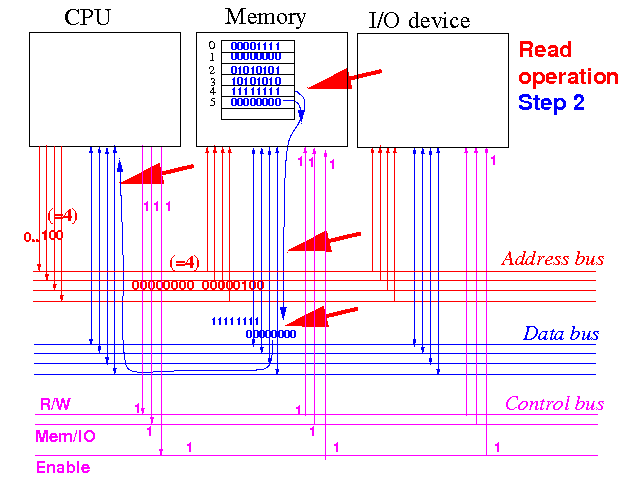 CPU
Memory
I/O device
0 00001111
1 00000000
2 01010101
3 10101010
4 11111111
5 00000000
Read
operation
Step 2
1 1 1
1
1 1 1
(=4)
0..100
(=4)
Address bus
00000000 00000100
11111111
00000000
Data bus
R/W
1
1
1
Control bus
Mem/IO
1
1
1
Enable
1
1
1